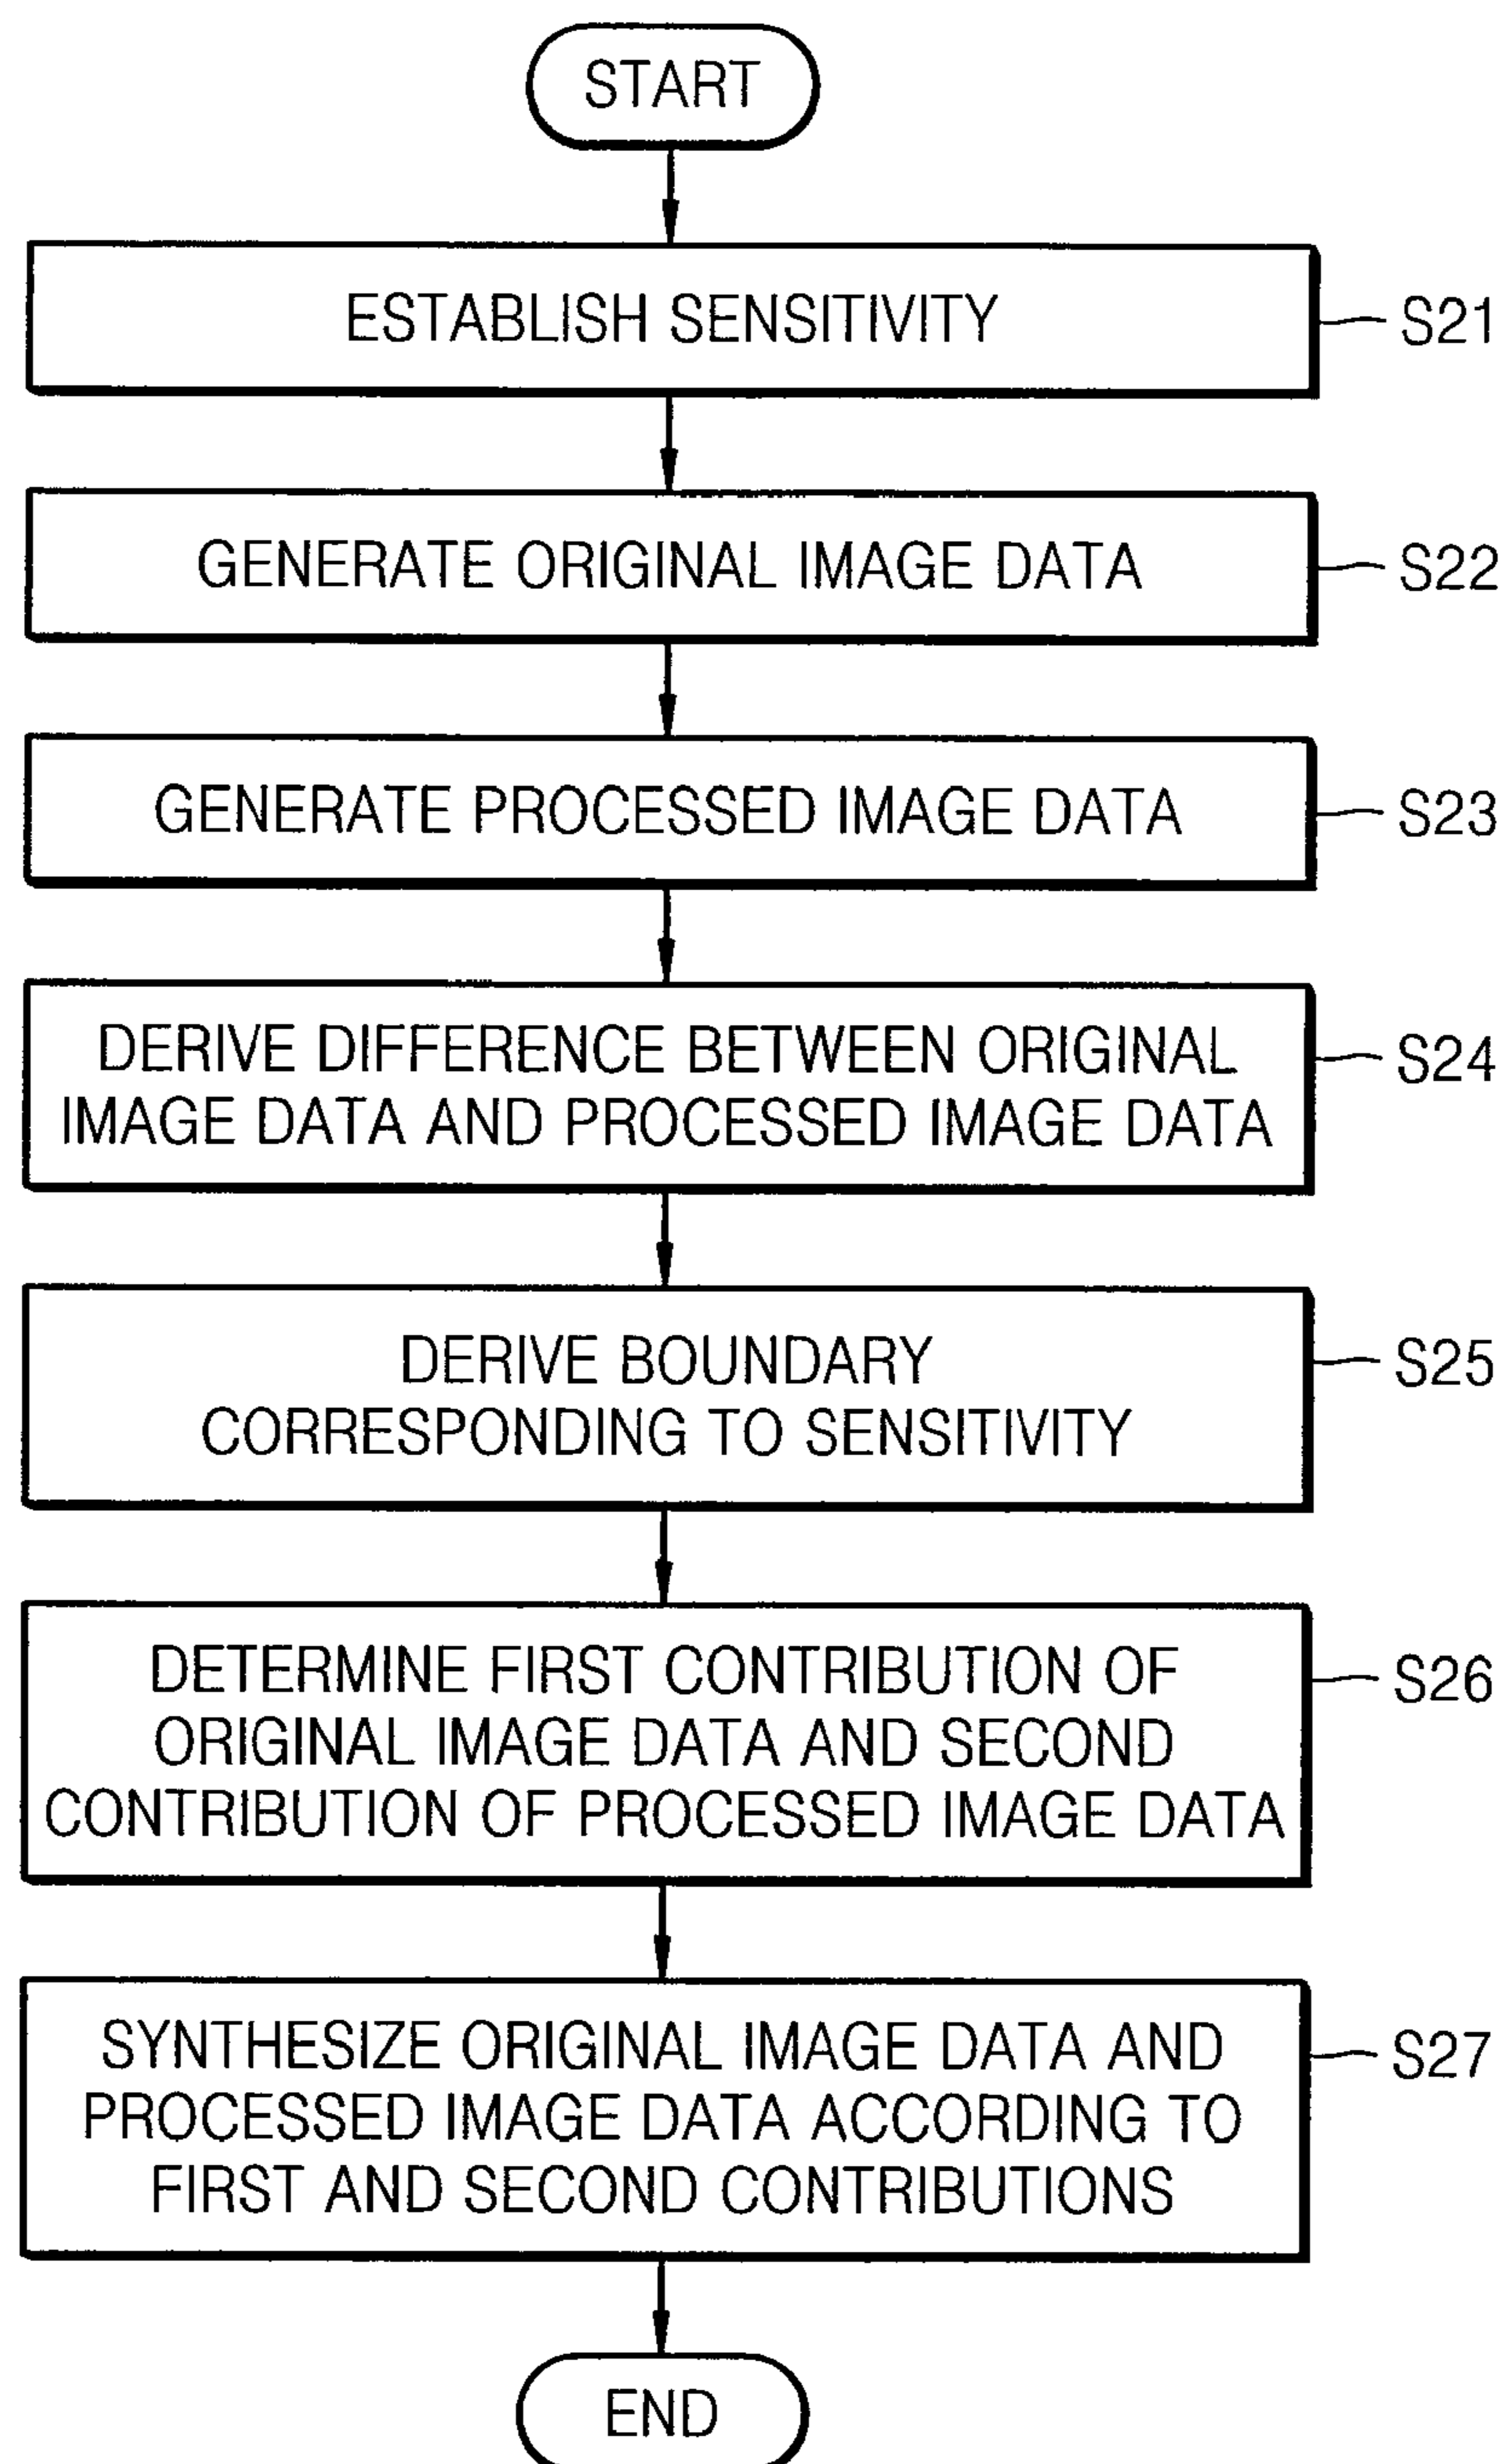 START
ESTABLISH SENSITIVITY
S21
GENERATE ORIGINAL IMAGE DATA
S22
GENERATE PROCESSED IMAGE DATA
S23
DERIVE DIFFERENCE BETWEEN ORIGINAL
IMAGE DATA AND PROCESSED IMAGE DATA
S24
DERIVE BOUNDARY
CORRESPONDING TO SENSITIVITY
S25
DETERMINE FIRST CONTRIBUTION OF
ORIGINAL IMAGE DATA AND SECOND
CONTRIBUTION OF PROCESSED IMAGE DATA
S26
SYNTHESIZE ORIGINAL IMAGE DATA AND
PROCESSED IMAGE DATA ACCORDING TO
FIRST AND SECOND CONTRIBUTIONS
S27
END